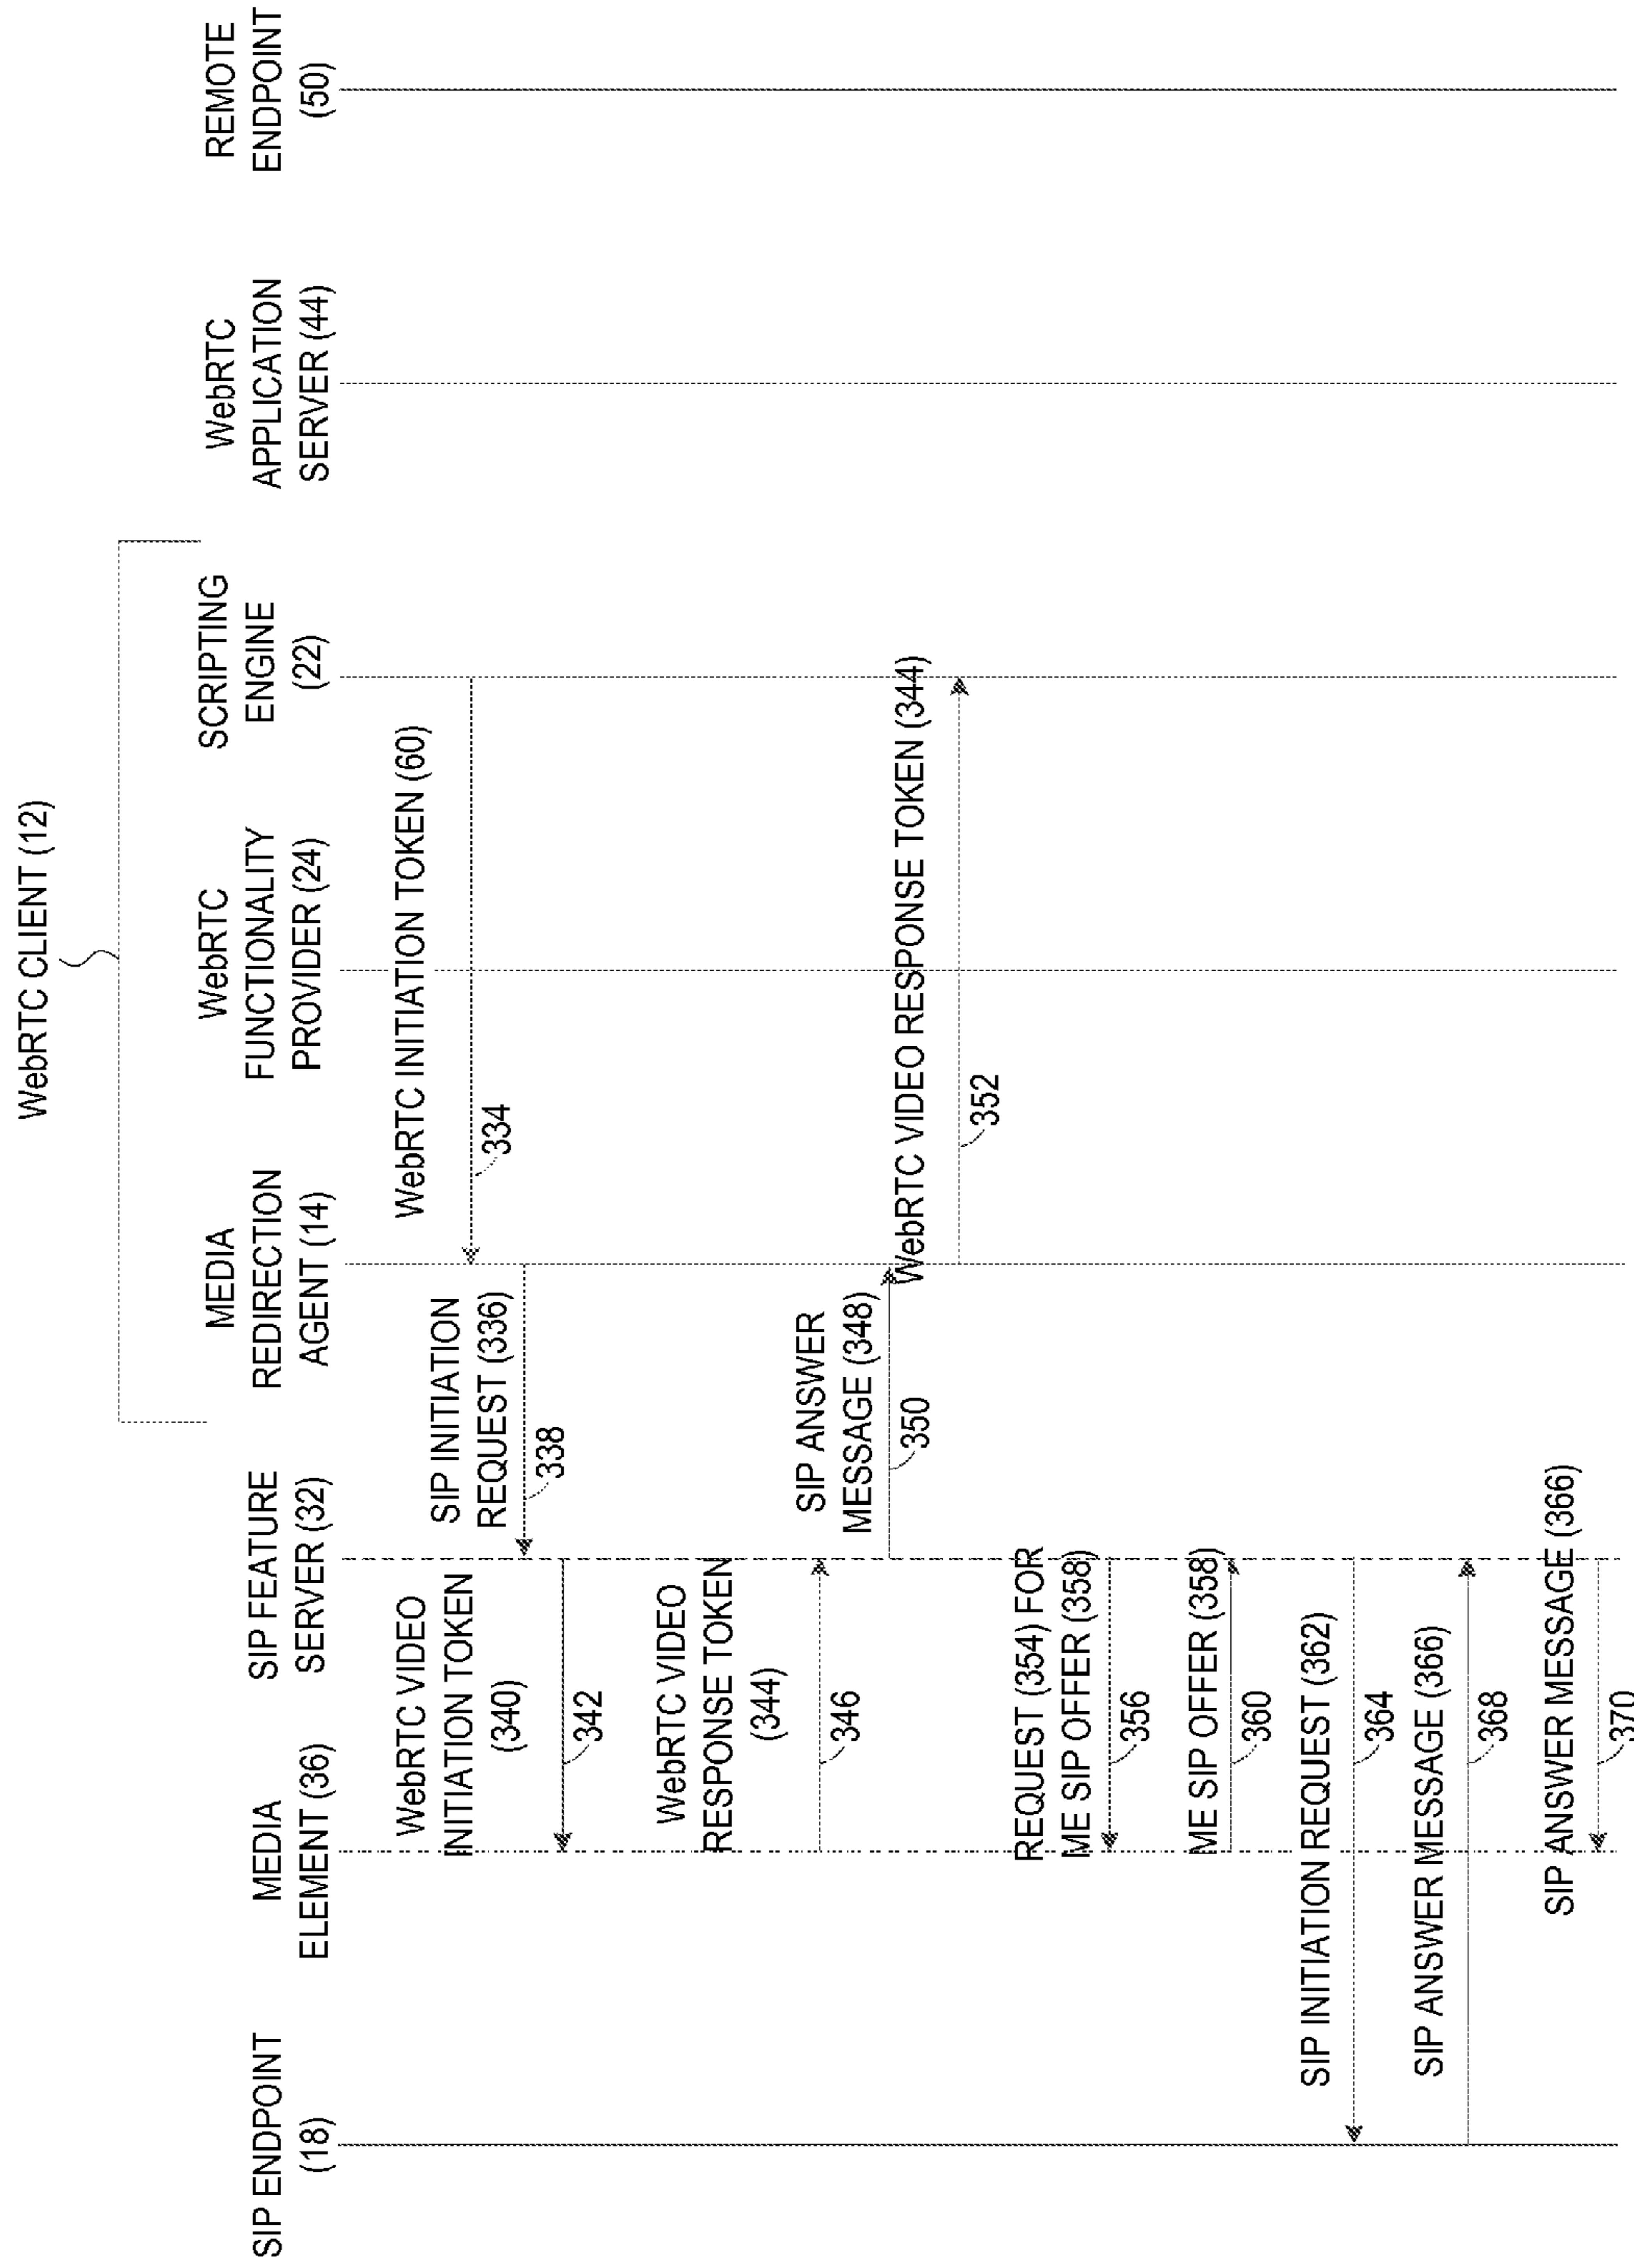 WebRTC CLIENT (12)
SIP ENDPOINT
(18)
MEDIA
ELEMENT (36)
SIP FEATURE
SERVER (32)
MEDIA
REDIRECTION
AGENT (14)
WebRTC
FUNCTIONALITY
PROVIDER (24)
SCRIPTING
ENGINE
(22)
WebRTC
APPLICATION
SERVER (44)
REMOTE
ENDPOINT
(50)
WebRTC INITIATION TOKEN (60)
334
SIP INITIATION
REQUEST (336)
338
WebRTC VIDEO
INITIATION TOKEN
(340)
342
WebRTC VIDEO
RESPONSE TOKEN
(344)
346
SIP ANSWER
MESSAGE (348)
350
WebRTC VIDEO RESPONSE TOKEN (344)
352
REQUEST (354) FOR
ME SIP OFFER (358)
356
ME SIP OFFER (358)
360
SIP INITIATION REQUEST (362)
364
SIP ANSWER MESSAGE (366)
368
SIP ANSWER MESSAGE (366)
370